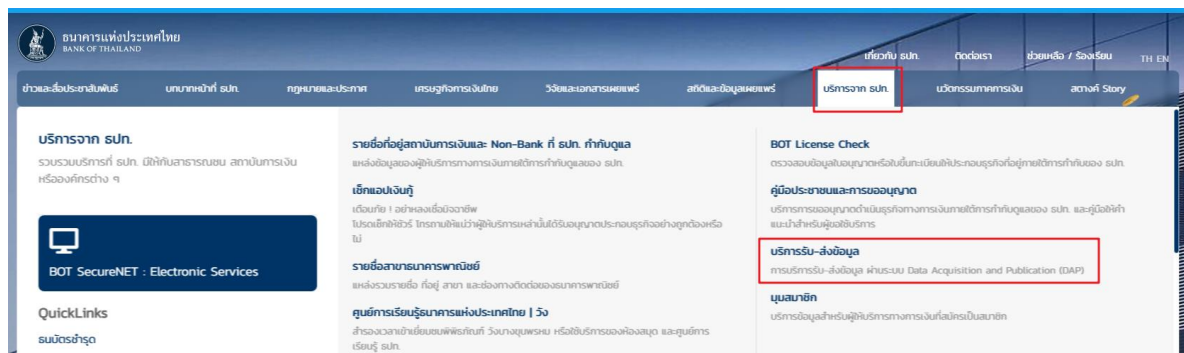 ธนาคารแห่งประเทศไทย
BANK OF THAILAND
เกี่ยวกับ ธปท.
ติดต่อเรา
ช่วยเหลือ / ร้องเรียน
TH EN
ข่าวและสื่อประชาสัมพันธ์
บทบาทหน้าที่ ธปท.
กฎหมายและประกาศ
เศรษฐกิจการเงินไทย
วิจัยและเอกสารเผยแพร่
สถิติและข้อมูลเผยแพร่
บริการจาก ธปท.
นวัตกรรมภาคการเงิน
สตางค์ Story
บริการจาก ธปท.
รวบรวมบริการที่ ธปท. มีให้กับสาธารณชน สถาบันการเงิน
หรือองค์กรต่าง ๆ
BOT SecureNET : Electronic Services
QuickLinks
ธนบัตรชำรุด
รายชื่อที่อยู่สถาบันการเงินและ Non-Bank ที่ ธปท. กำกับดูแล
แหล่งข้อมูลของผู้ให้บริการทางการเงินภายใต้การกำกับดูแลของ ธปท.
เช็กแอปเงินกู้
เตือนภัย ! อย่าหลงเชื่อมิจฉาชีพ
โปรดเช็กให้ชัวร์ โทรถามให้แน่ว่าผู้ให้บริการเหล่านั้นได้รับอนุญาตประกอบธุรกิจอย่างถูกต้องหรือ
ไม่
รายชื่อสาขาธนาคารพาณิชย์
แหล่งรวบรายชื่อ ที่อยู่ สาขา และช่องทางติดต่อของธนาคารพาณิชย์
ศูนย์การเรียนรู้ธนาคารแห่งประเทศไทย | วัง
สำรองเวลาเข้าเยี่ยมชมพิพิธภัณฑ์ วังบางขุนพรหม หรือใช้บริการของห้องสมุด และศูนย์การ
เรียนรู้ ธปท.
BOT License Check
ตรวจสอบข้อมูลใบอนุญาตหรือใบขึ้นทะเบียนให้ประกอบธุรกิจที่อยู่ภายใต้การกำกับของ ธปท.
คู่มือประชาชนและการขออนุญาต
บริการการขออนุญาตดำเนินธุรกิจทางการเงินภายใต้การกำกับดูแลของ ธปท. และคู่มือให้คำ
แนะนำสำหรับผู้ขอใช้บริการ
บริการรับ-ส่งข้อมูล
การบริการรับ-ส่งข้อมูล ผ่านระบบ Data Acquisition and Publication (DAP)
มุมสมาชิก
บริการข้อมูลสำหรับผู้ให้บริการทางการเงินที่สมัครเป็นสมาชิก